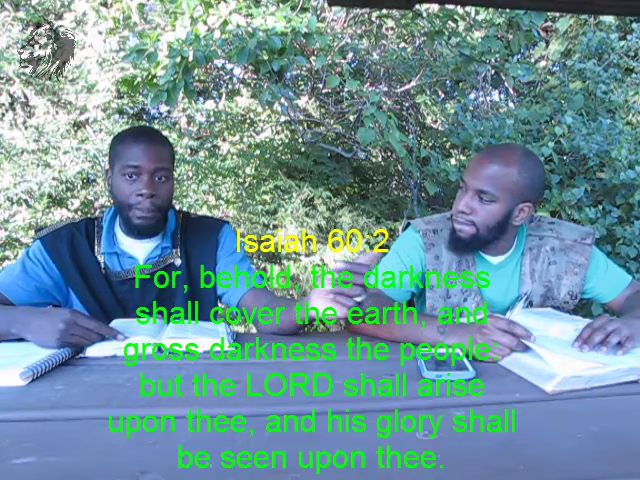 Isaiah 60:2
For, behold, the darkness
shall cover the earth, and
gross darkness the people:
but the LORD shall arise
upon thee, and his glory shall
be seen upon thee.